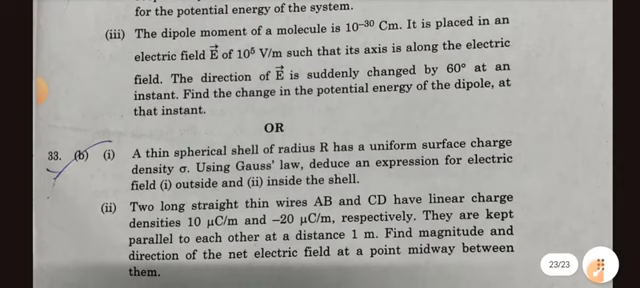 for the potential energy of the system.
(iii) The dipole moment of a molecule is 10⁻³⁰ Cm. It is placed in an
electric field E⃗ of 10⁵ V/m such that its axis is along the electric
field. The direction of E⃗ is suddenly changed by 60° at an
instant. Find the change in the potential energy of the dipole, at
that instant.
OR
33. (b) (i) A thin spherical shell of radius R has a uniform surface charge
density σ. Using Gauss' law, deduce an expression for electric
field (i) outside and (ii) inside the shell.
(ii) Two long straight thin wires AB and CD have linear charge
densities 10 μC/m and –20 μC/m, respectively. They are kept
parallel to each other at a distance 1 m. Find magnitude and
direction of the net electric field at a point midway between
them.
23/23